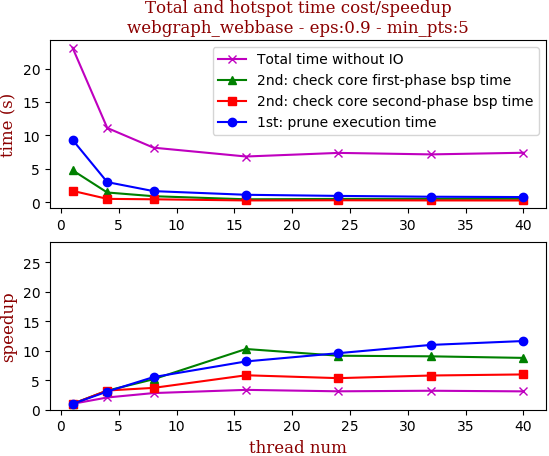 Total and hotspot time cost/speedup
webgraph_webbase - eps:0.9 - min_pts:5
time (s)
20
15
10
5
0
Total time without IO
2nd: check core first-phase bsp time
2nd: check core second-phase bsp time
1st: prune execution time
0 5 10 15 20 25 30 35 40
speedup
25
20
15
10
5
0
0 5 10 15 20 25 30 35 40
thread num